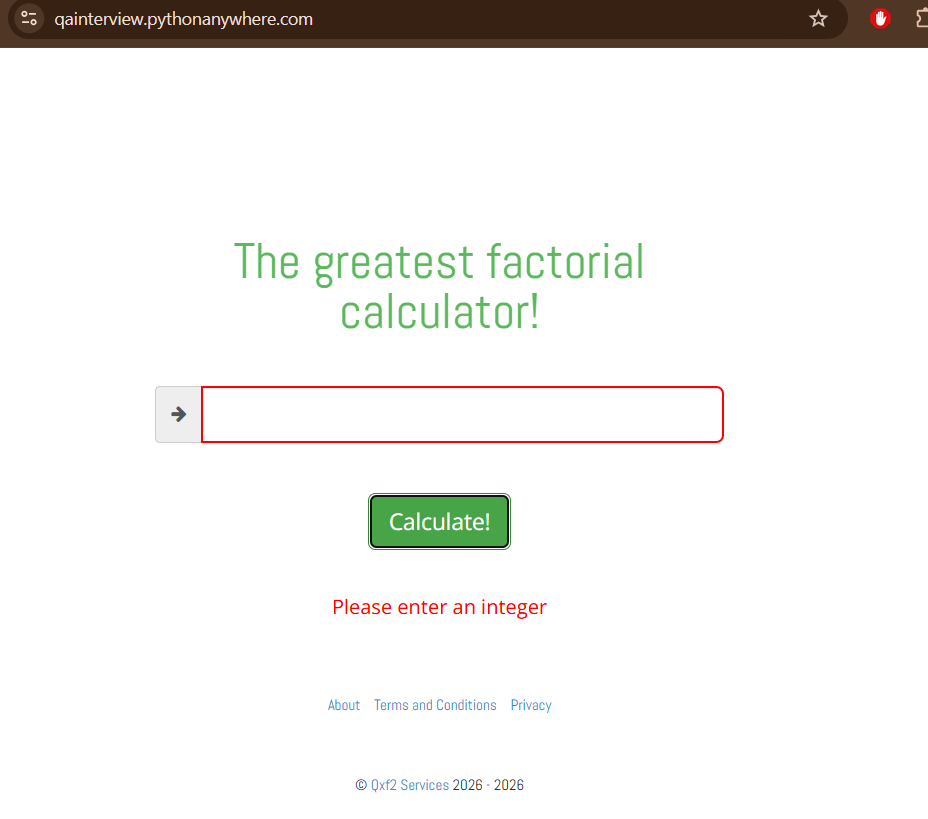 qainterview.pythonanywhere.com
The greatest factorial
calculator!
Calculate!
Please enter an integer
About Terms and Conditions Privacy
© Qxf2 Services 2026 - 2026